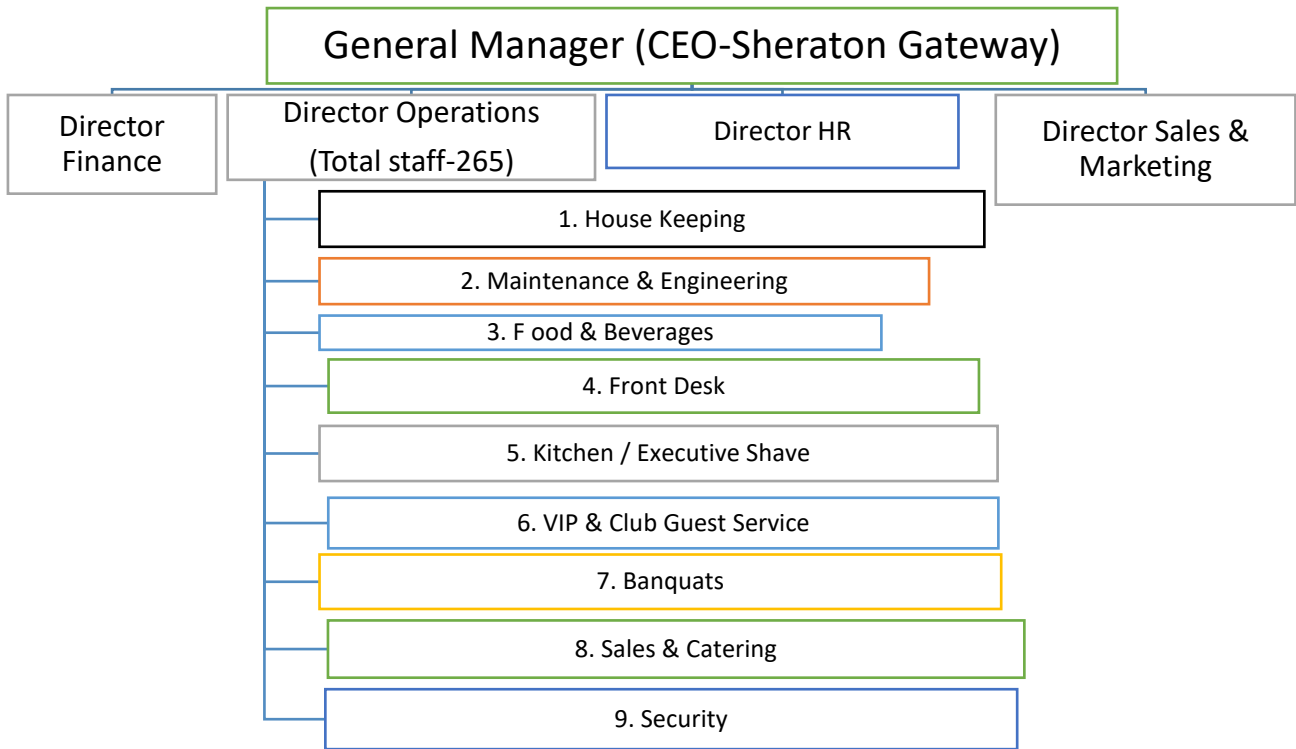 General Manager (CEO-Sheraton Gateway)
Director
Finance
Director Operations
(Total staff-265)
Director HR
Director Sales &
Marketing
1. House Keeping
2. Maintenance & Engineering
3. F ood & Beverages
4. Front Desk
5. Kitchen / Executive Shave
6. VIP & Club Guest Service
7. Banquats
8. Sales & Catering
9. Security